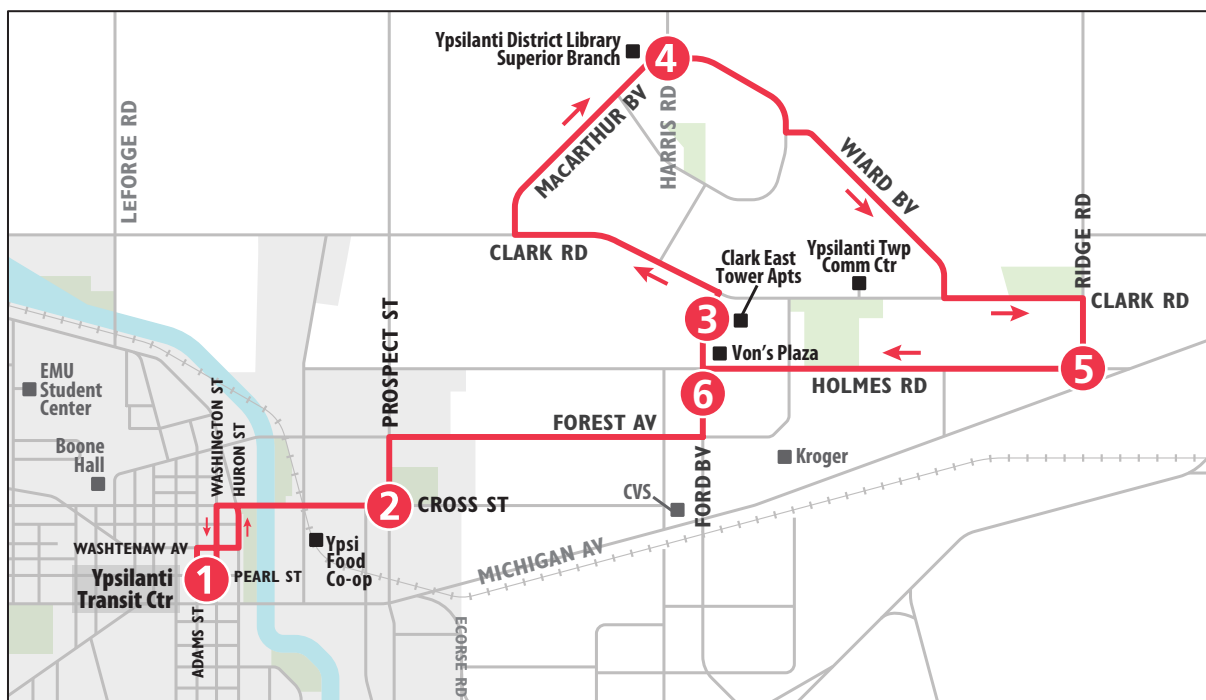 Ypsilanti District Library
Superior Branch
4
LEFORGE RD
MACARTHUR BV
HARRIS RD
WIARD BV
RIDGE RD
CLARK RD
Clark East
Tower Apts
Ypsilanti Twp
Comm Ctr
CLARK RD
3
Von's Plaza
PROSPECT ST
EMU
Student
Center
HOLMES RD
5
6
WASHINGTON ST
HURON ST
FOREST AV
Boone
Hall
Kroger
FORD BV
CVS
2
CROSS ST
WASHTENAW AV
Ypsi
Food
Co-op
MICHIGAN AV
1
PEARL ST
Ypsilanti
Transit Ctr
ADAMS ST
ECORSE RD